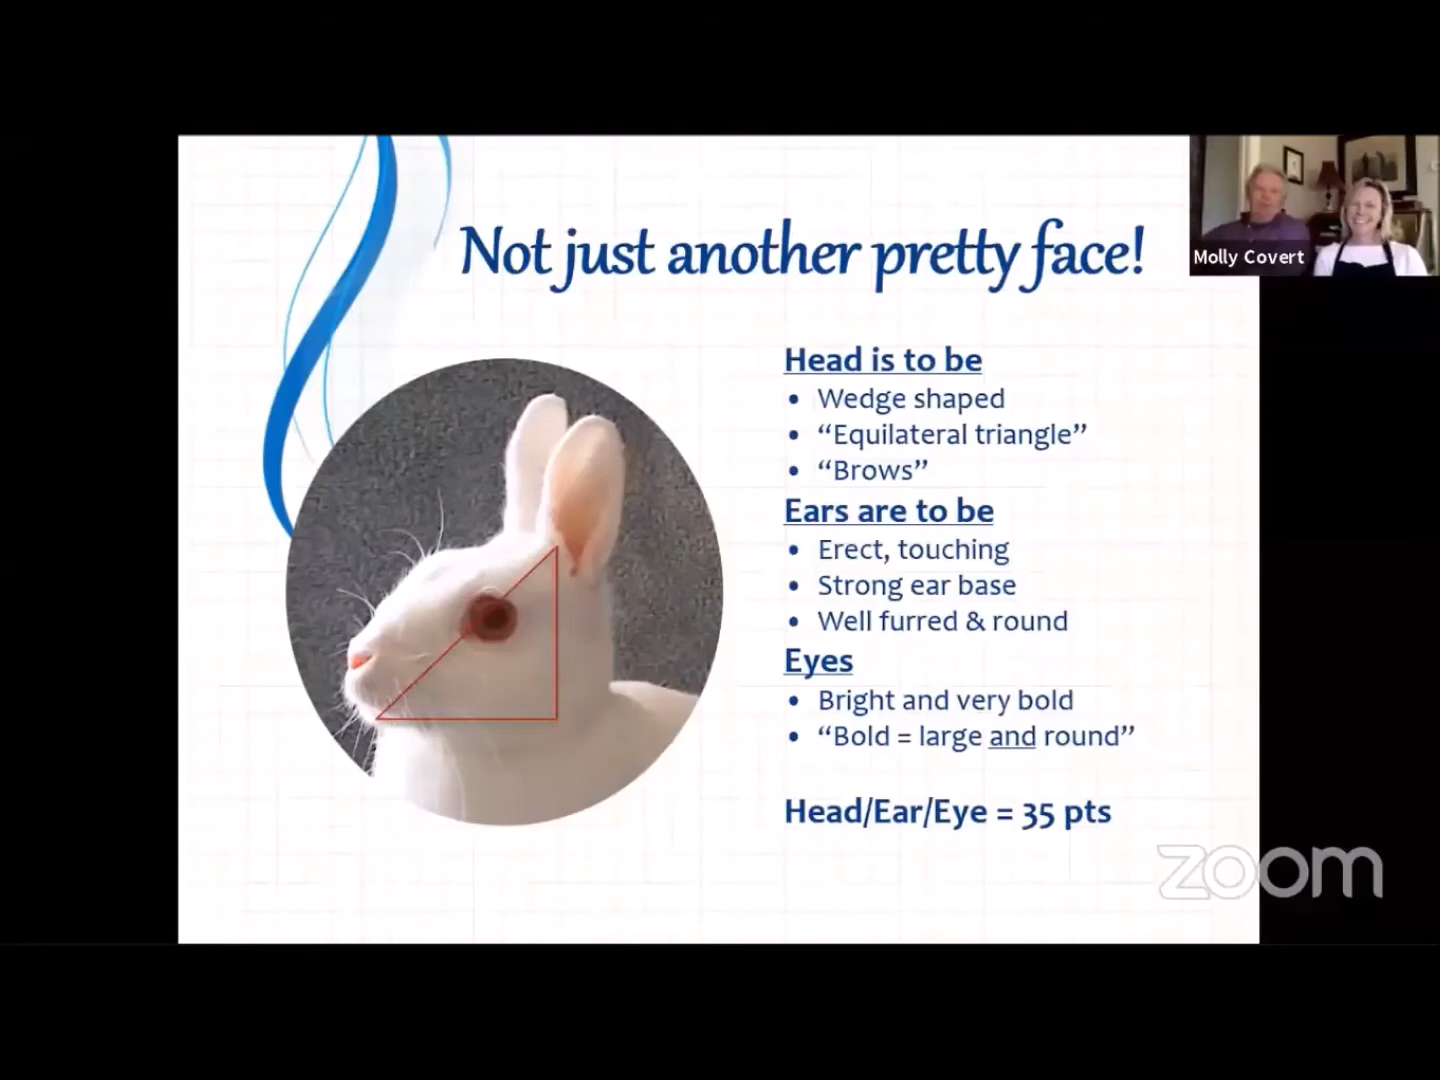 Not just another pretty face!
Molly Covert
Head is to be
• Wedge shaped
• “Equilateral triangle”
• “Brows”
Ears are to be
• Erect, touching
• Strong ear base
• Well furred & round
Eyes
• Bright and very bold
• “Bold = large and round”
Head/Ear/Eye = 35 pts
zoom